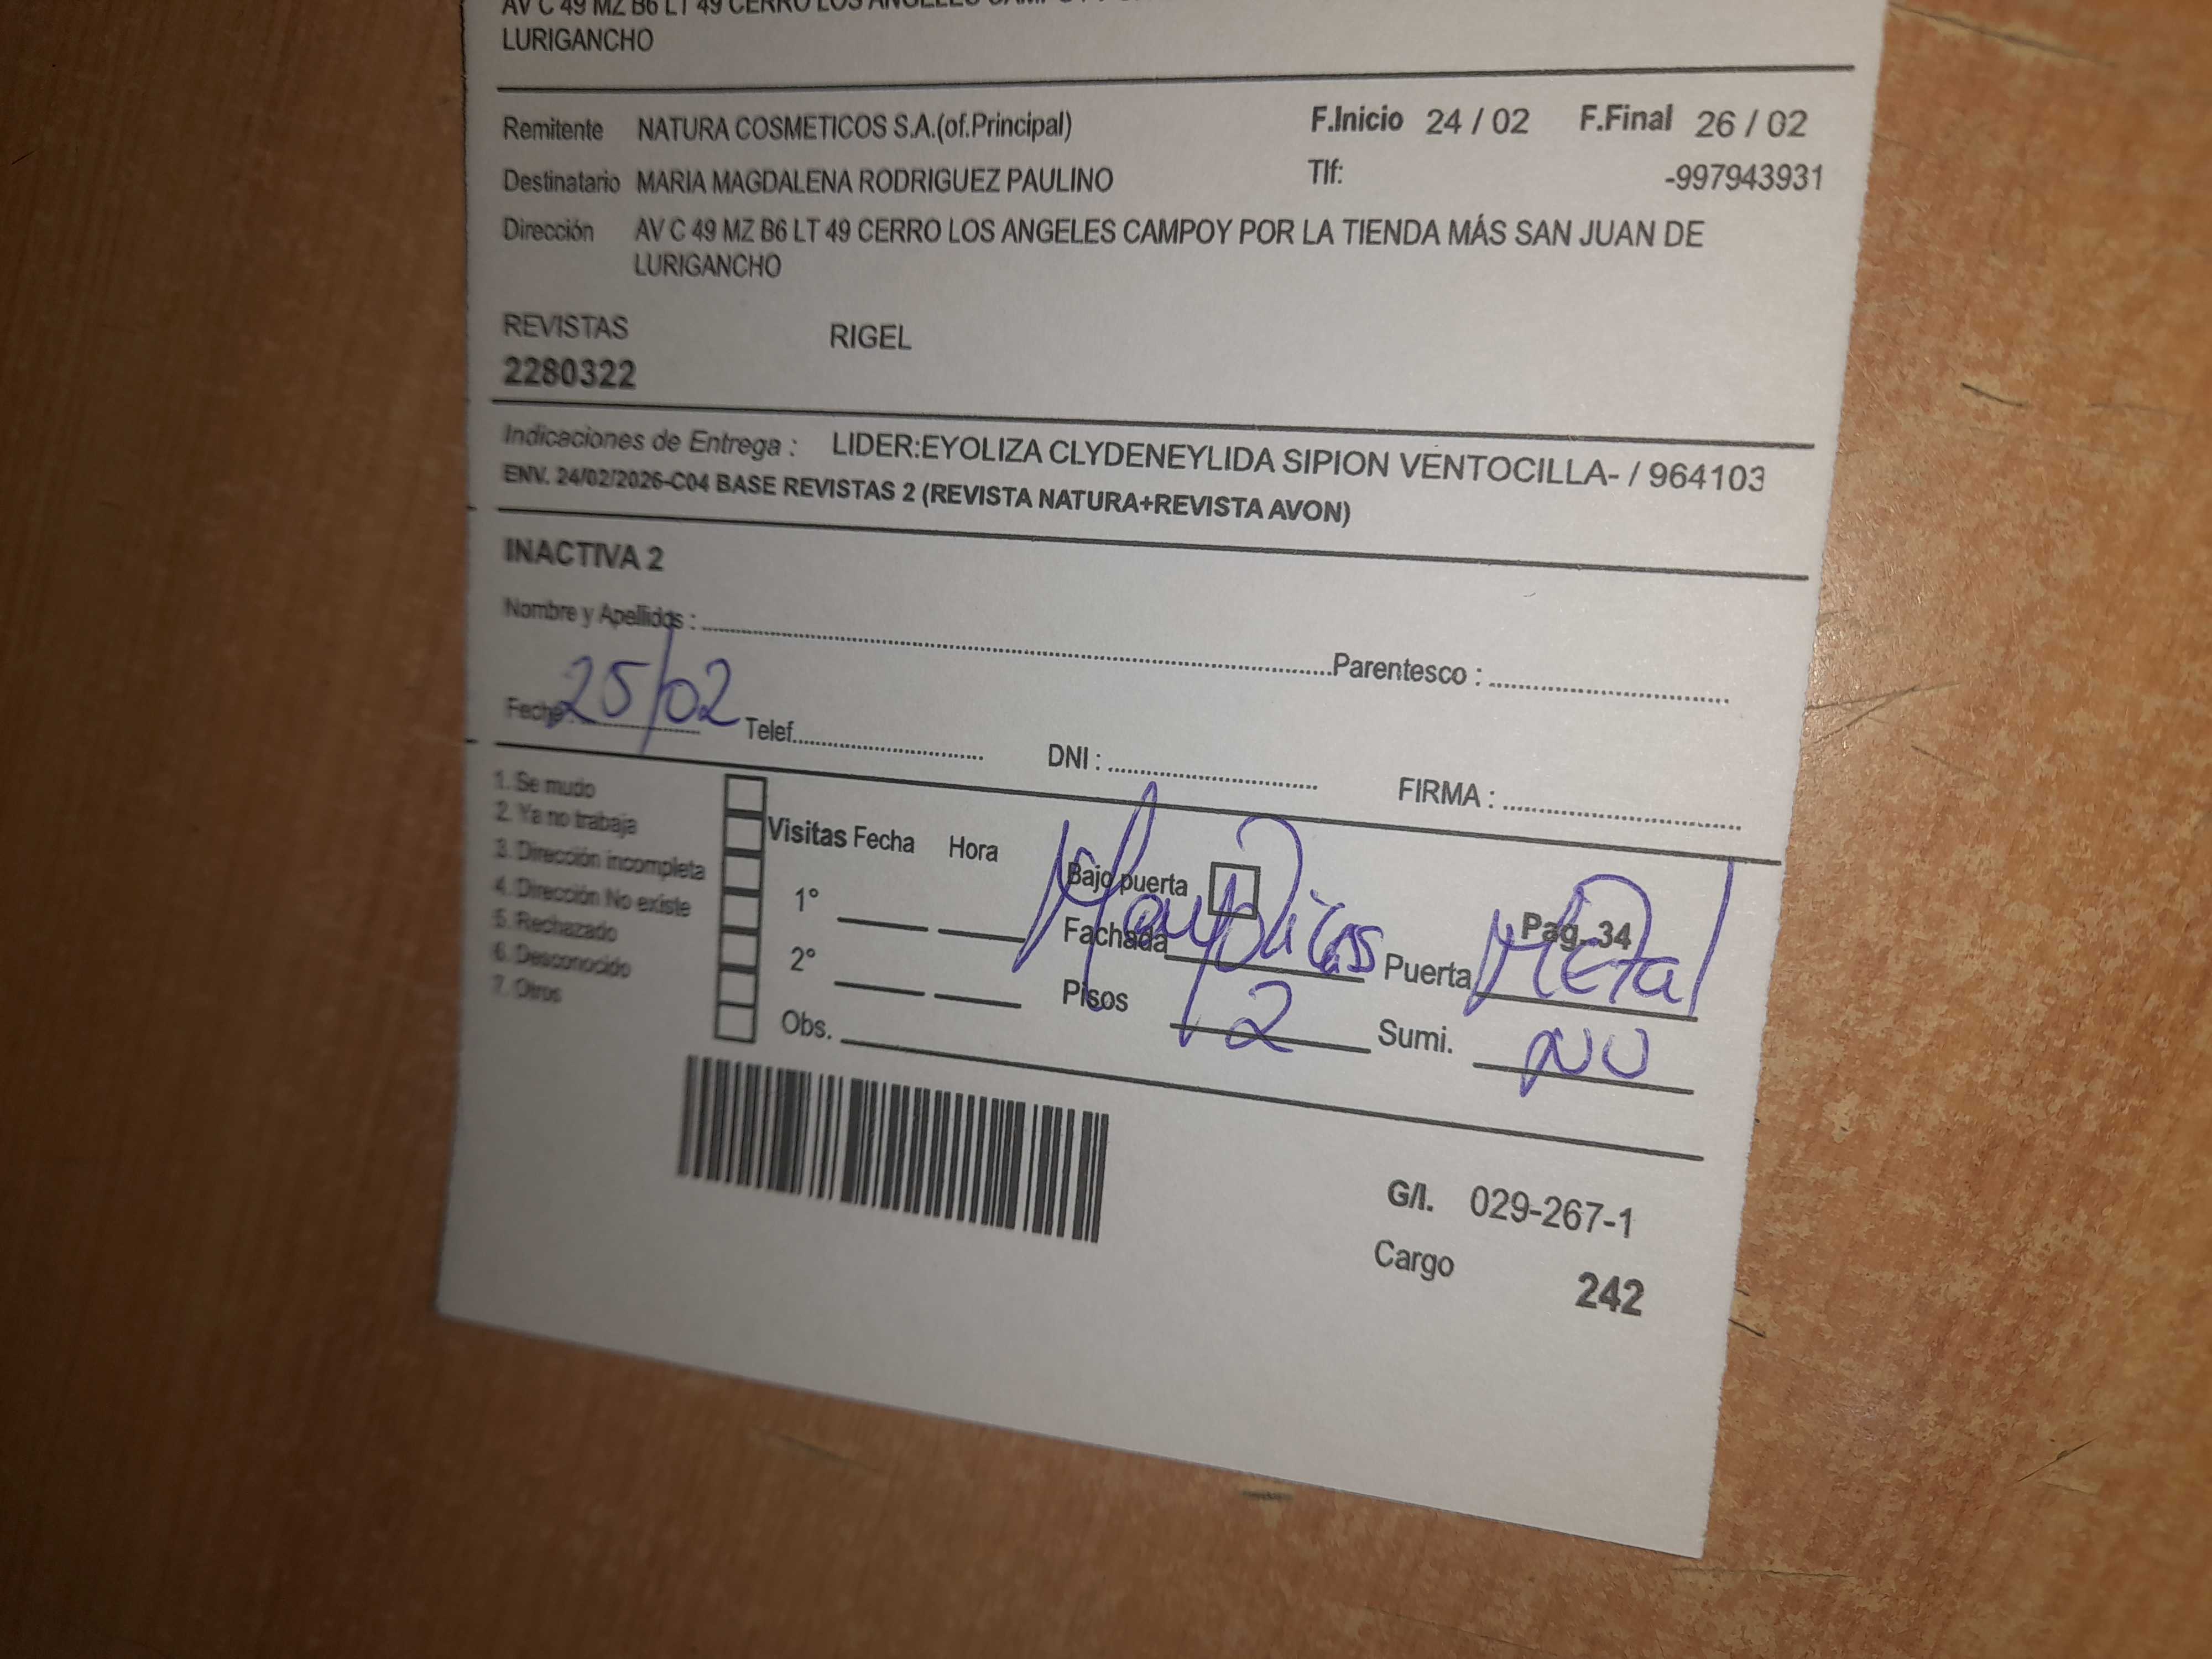 AV C 49 MZ B6 LT 49 CERRO LOS ANGELES CAMPOY
LURIGANCHO
Remitente NATURA COSMETICOS S.A.(of.Principal) F.Inicio 24 / 02 F.Final 26 / 02
Destinatario MARIA MAGDALENA RODRIGUEZ PAULINO Tlf: -997943931
Dirección AV C 49 MZ B6 LT 49 CERRO LOS ANGELES CAMPOY POR LA TIENDA MÁS SAN JUAN DE
LURIGANCHO
REVISTAS RIGEL
2280322
Indicaciones de Entrega : LIDER:EYOLIZA CLYDENEYLIDA SIPION VENTOCILLA- / 964103
ENV. 24/02/2026-C04 BASE REVISTAS 2 (REVISTA NATURA+REVISTA AVON)
INACTIVA 2
Nombre y Apellidos : Parentesco :
Fecha: 25/02 Telef. DNI : FIRMA :
1. Se mudo
2. Ya no trabaja
3. Dirección incompleta
4. Dirección No existe
5. Rechazado
6. Desconocido
7. Otros
Visitas Fecha Hora
1°
2°
Obs.
Bajo puerta Pag. 34
Fachada Puerta Metal
Pisos 2 Sumi. NO
G/I. 029-267-1
Cargo 242